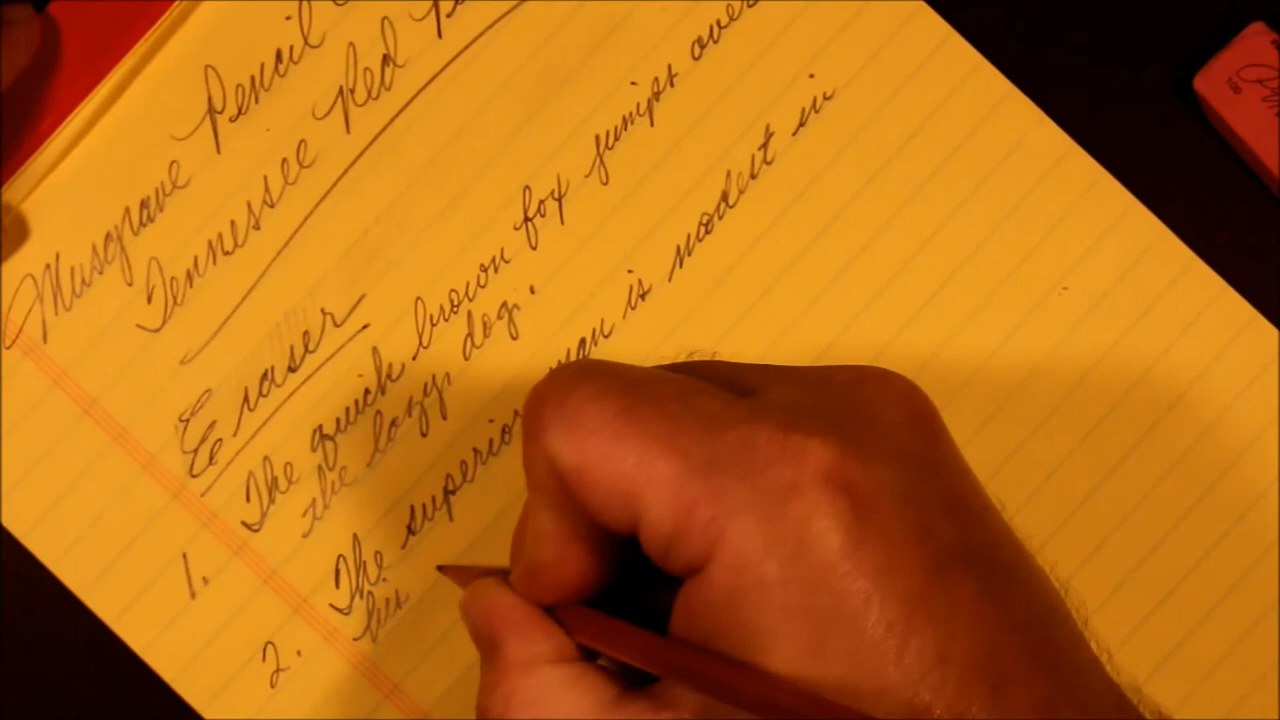 Musgrave Pencil
Tennessee Red
Eraser
1. The quick brown fox jumps over
the lazy dog.
2. The superior man is modest in
his
100